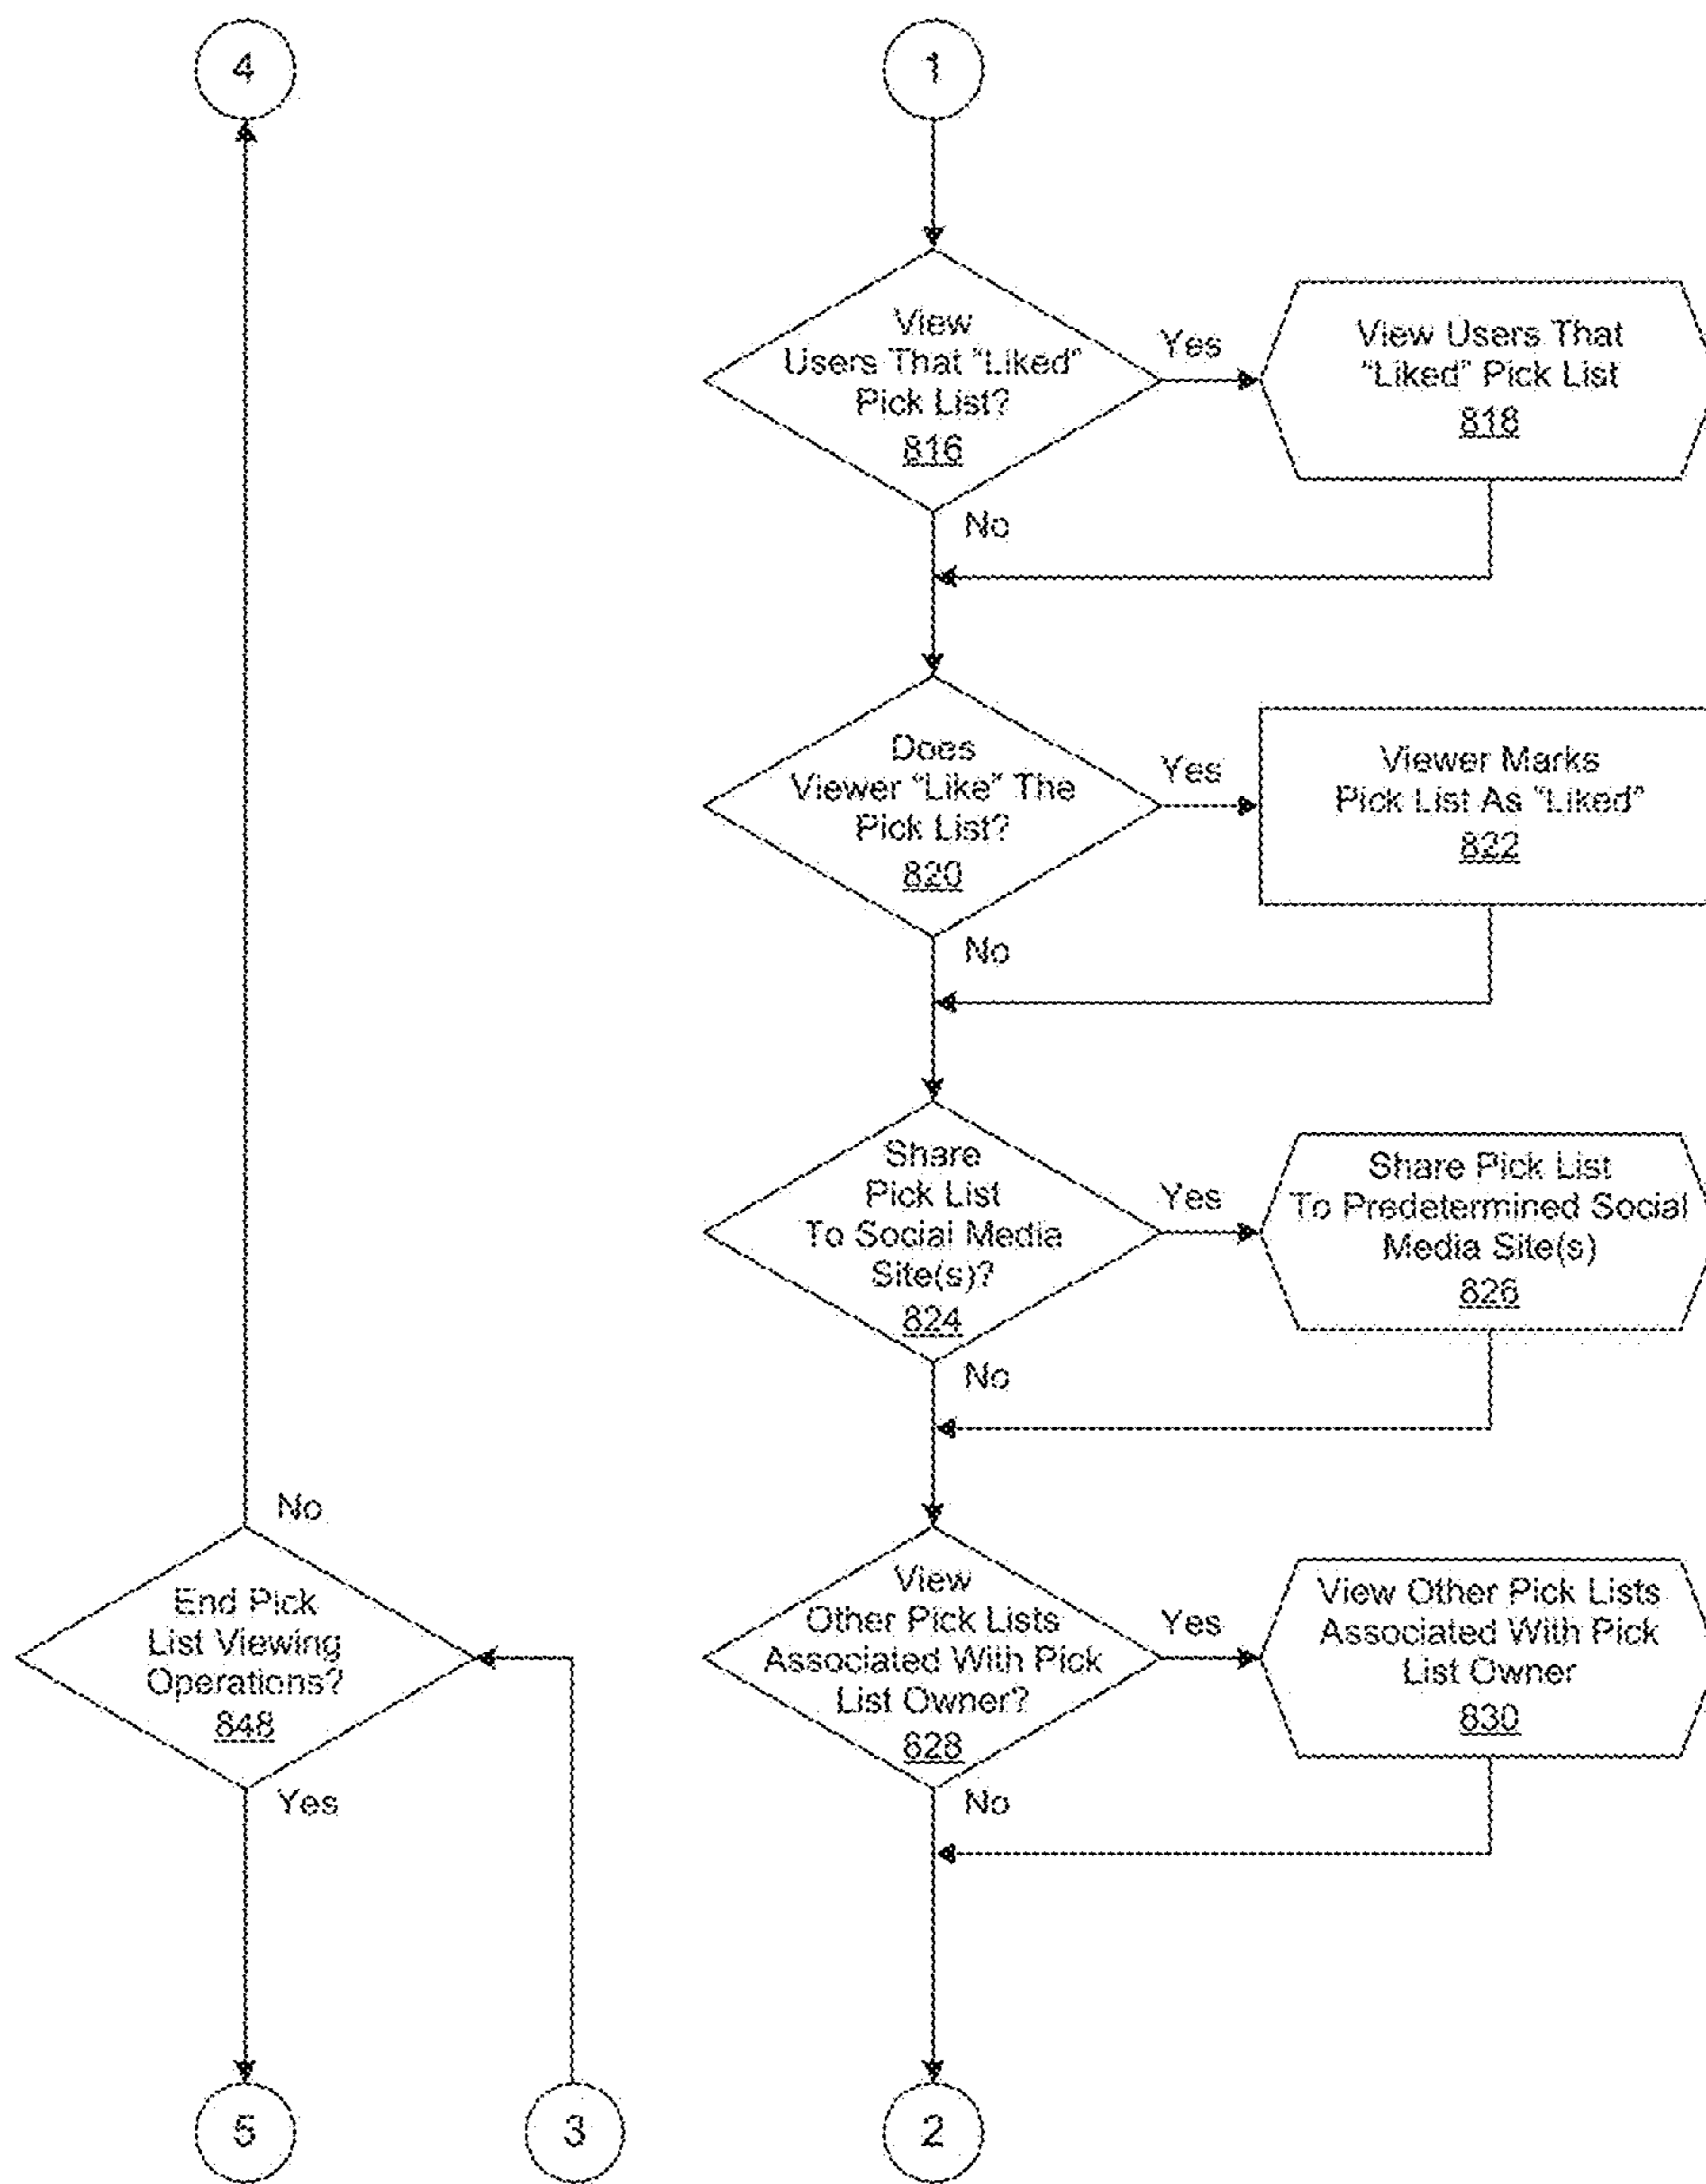 4
1
View
Users That "Liked"
Pick List?
816
Yes
View Users That
"Liked" Pick List
818
No
Does
Viewer "Like" The
Pick List?
820
Yes
Viewer Marks
Pick List As "Liked"
822
No
Share
Pick List
To Social Media
Site(s)?
824
Yes
Share Pick List
To Predetermined Social
Media Site(s)
826
No
No
End Pick
List Viewing
Operations?
848
Yes
View
Other Pick Lists
Associated With Pick
List Owner?
628
Yes
View Other Pick Lists
Associated With Pick
List Owner
830
No
5
3
2